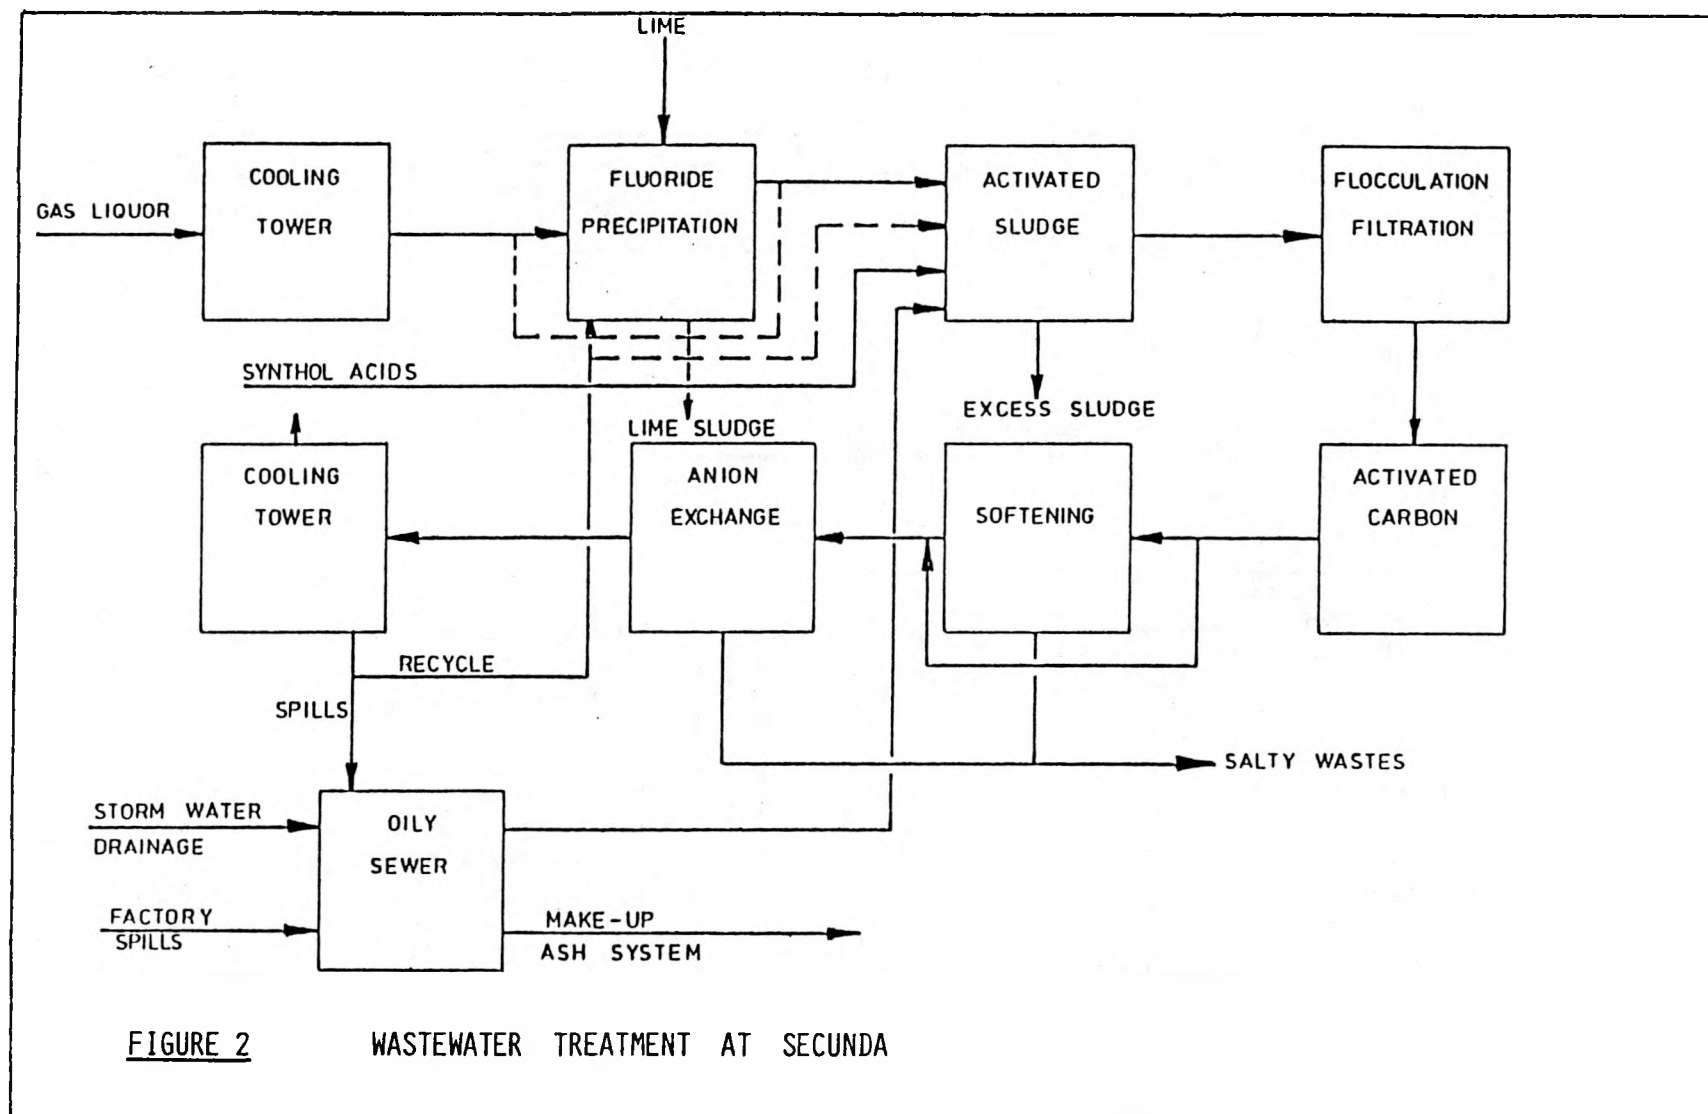 LIME
COOLING
TOWER
FLUORIDE
PRECIPITATION
ACTIVATED
SLUDGE
FLOCCULATION
FILTRATION
GAS LIQUOR
SYNTHOL ACIDS
LIME SLUDGE
EXCESS SLUDGE
COOLING
TOWER
ANION
EXCHANGE
SOFTENING
ACTIVATED
CARBON
RECYCLE
SPILLS
SALTY WASTES
STORM WATER
DRAINAGE
OILY
SEWER
FACTORY
SPILLS
MAKE-UP
ASH SYSTEM
FIGURE 2 WASTEWATER TREATMENT AT SECUNDA